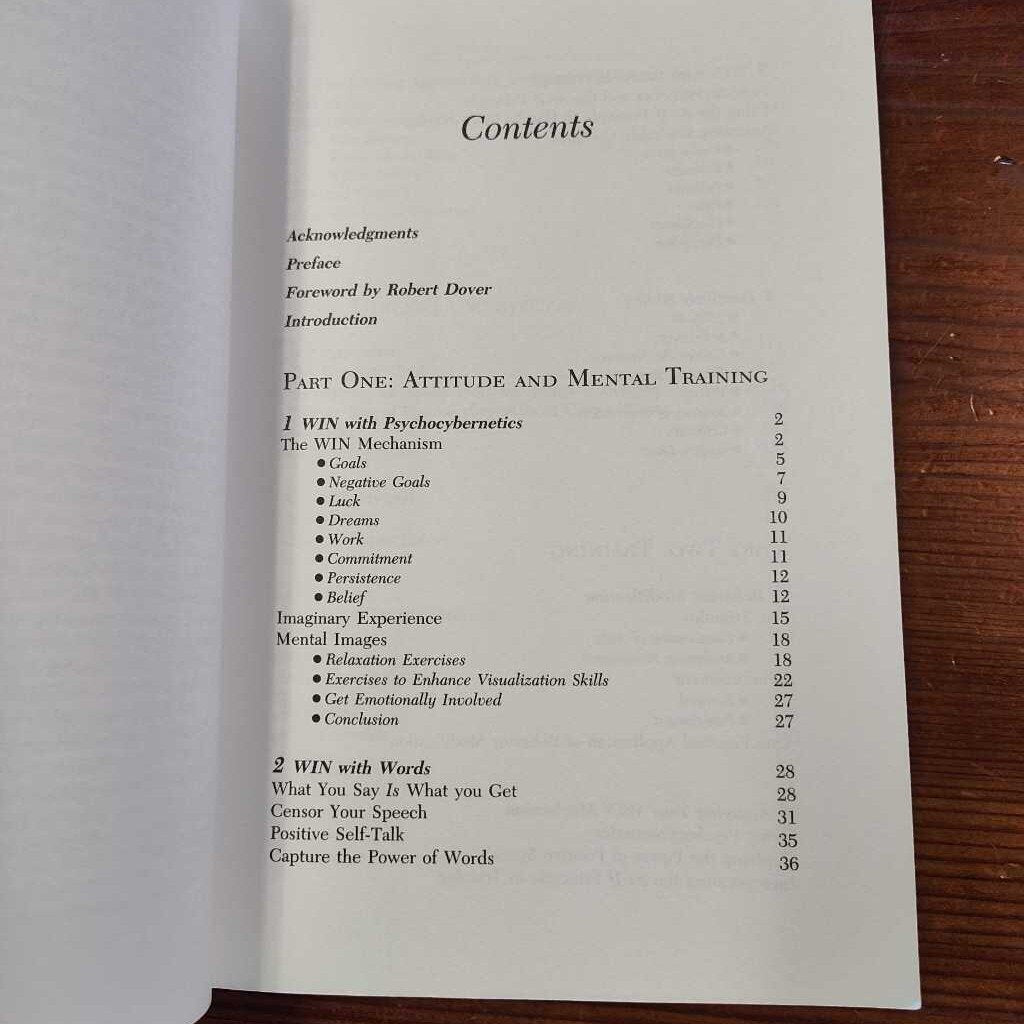 Contents
Acknowledgments
Preface
Foreword by Robert Dover
Introduction
PART ONE: ATTITUDE AND MENTAL TRAINING
1 WIN with Psychocybernetics 2
The WIN Mechanism 2
• Goals 5
• Negative Goals 7
• Luck 9
• Dreams 10
• Work 11
• Commitment 11
• Persistence 12
• Belief 12
Imaginary Experience 15
Mental Images 18
• Relaxation Exercises 18
• Exercises to Enhance Visualization Skills 22
• Get Emotionally Involved 27
• Conclusion 27
2 WIN with Words 28
What You Say Is What you Get 28
Censor Your Speech 31
Positive Self-Talk 35
Capture the Power of Words 36